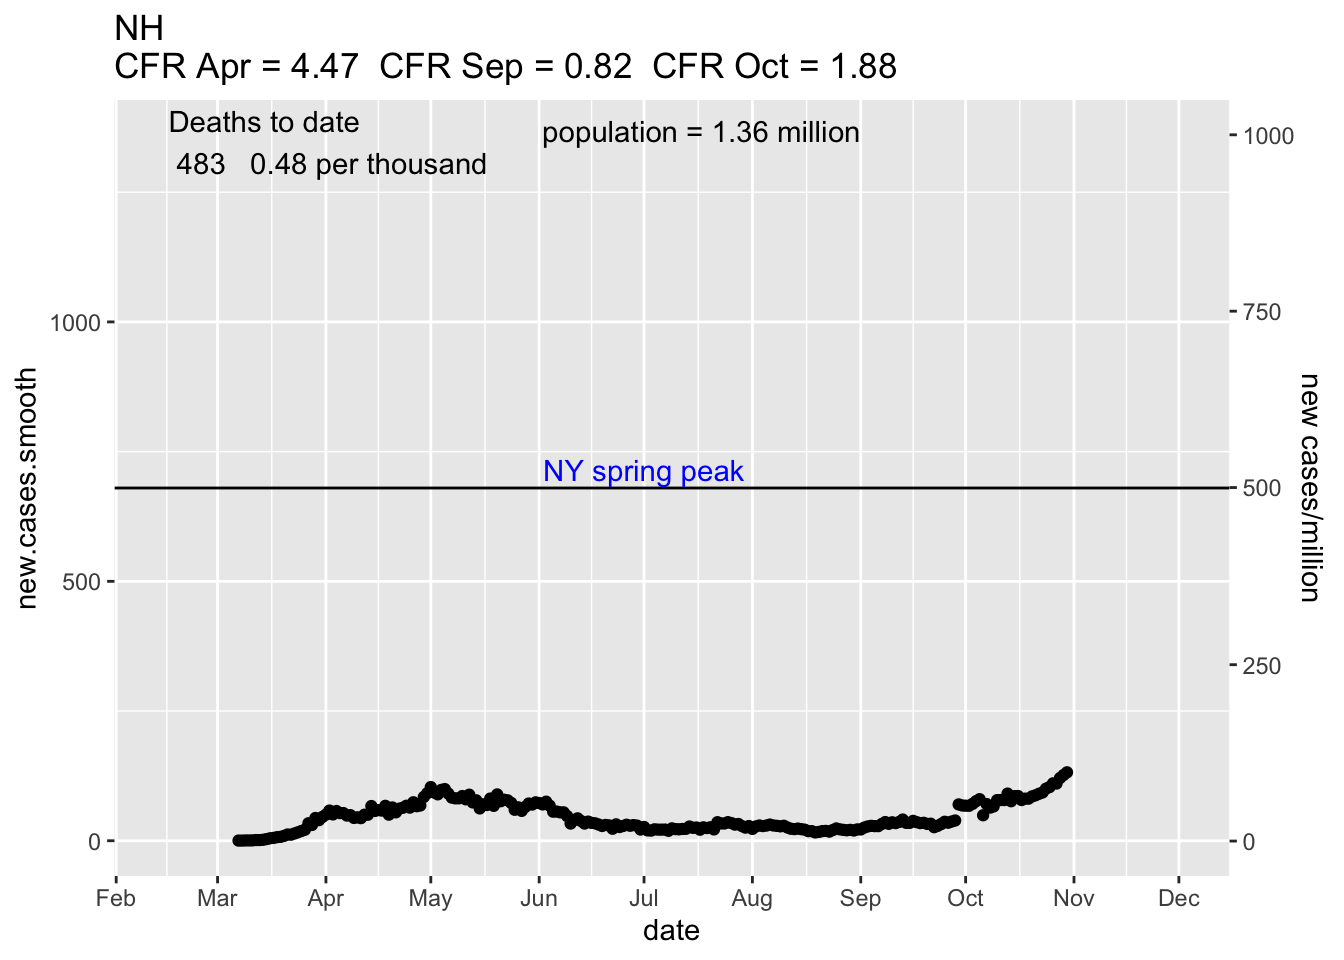 NH
CFR Apr = 4.47 CFR Sep = 0.82 CFR Oct = 1.88
Deaths to date
483 0.48 per thousand
population = 1.36 million
NY spring peak
new.cases.smooth
1000
500
0
1000
750
500
250
0
new cases/million
Feb Mar Apr May Jun Jul Aug Sep Oct Nov Dec
date